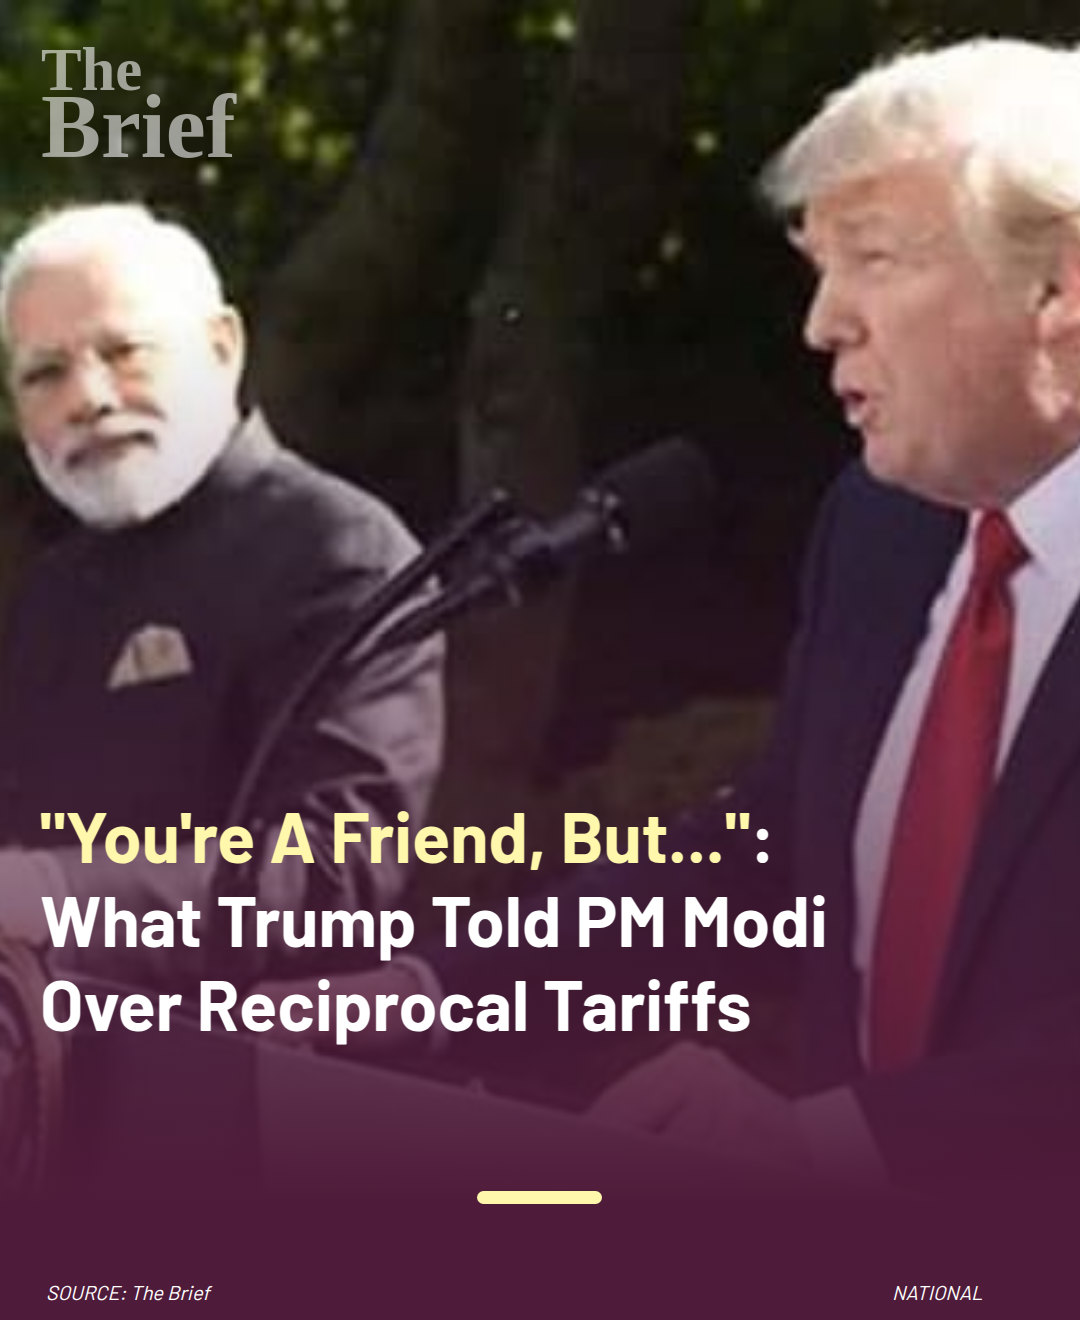 The
Brief
"You're A Friend, But...":
What Trump Told PM Modi
Over Reciprocal Tariffs
SOURCE: The Brief
NATIONAL